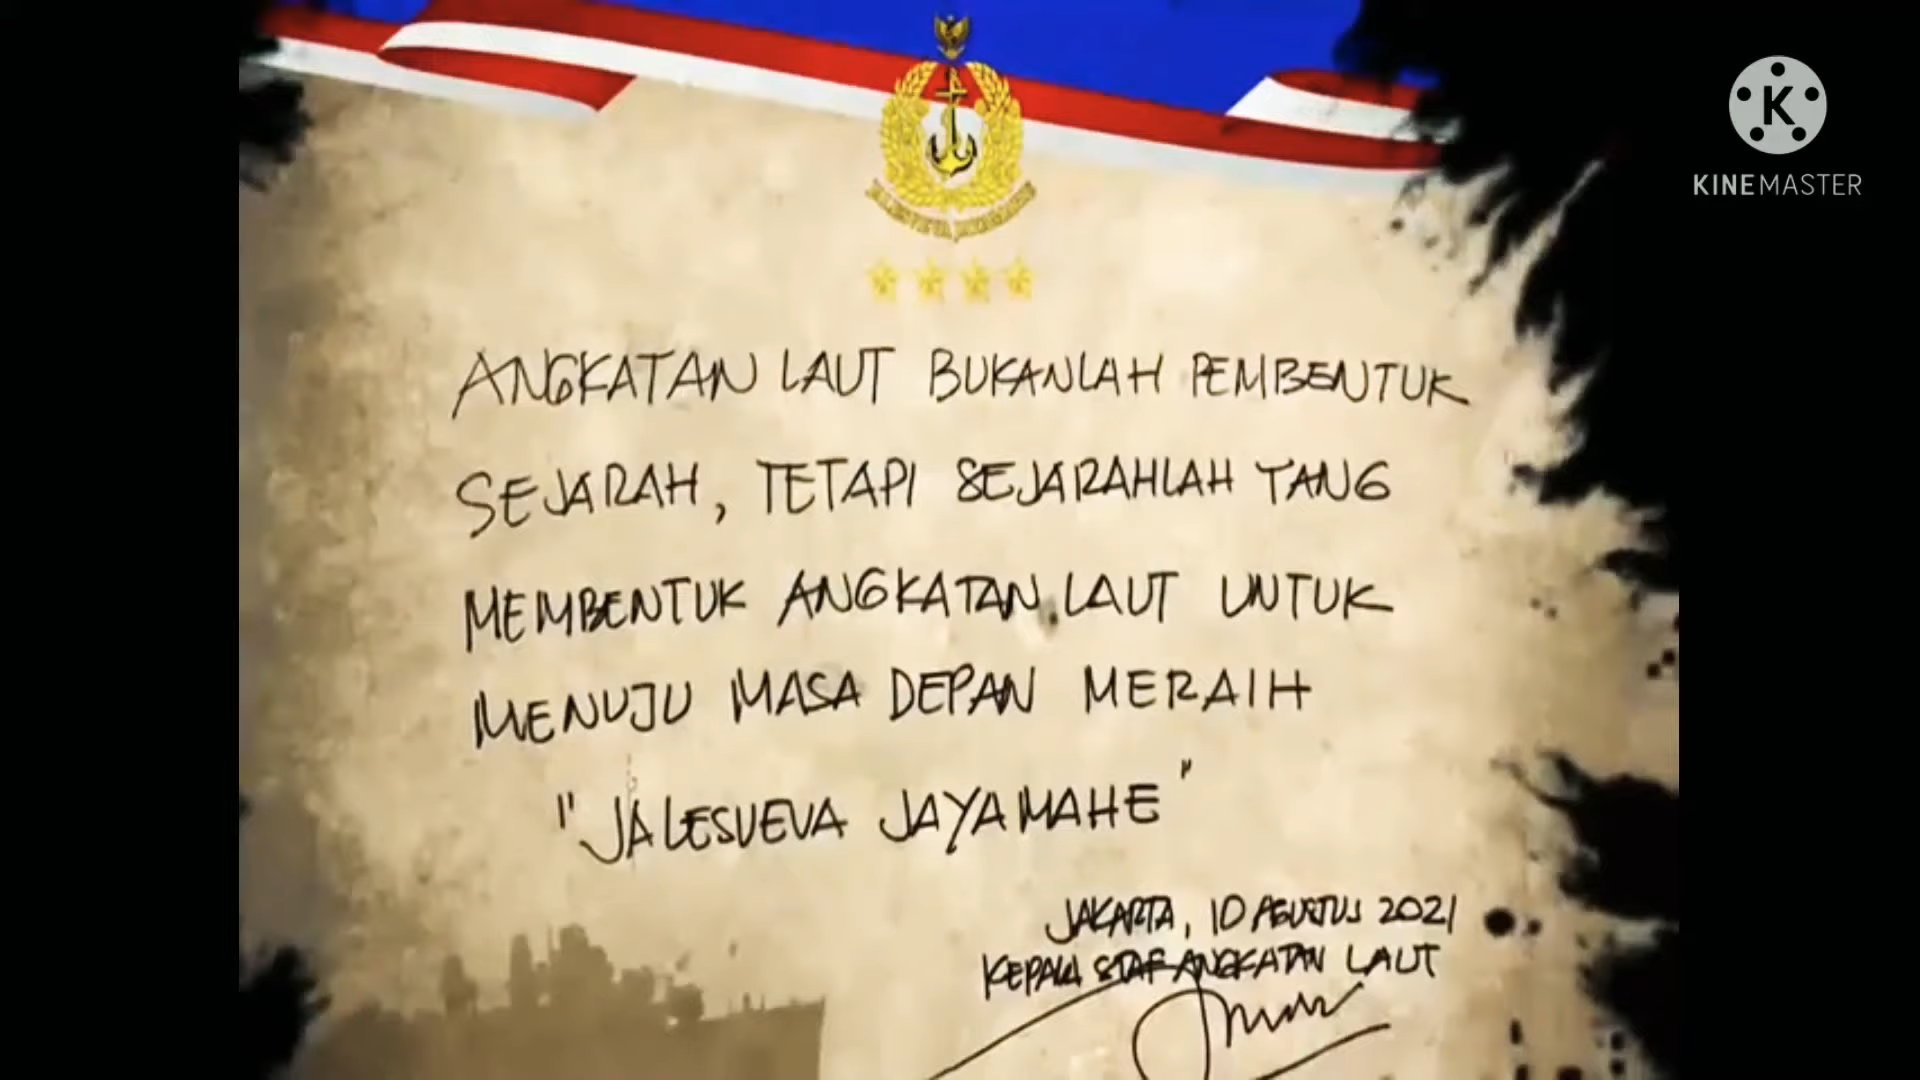 KINEMASTER
ANGKATAN LAUT BUKANLAH PEMBENTUK
SEJARAH, TETAPI SEJARAHLAH YANG
MEMBENTUK ANGKATAN LAUT UNTUK
MENUJU MASA DEPAN MERAIH
"JALESVEVA JAYAMAHE"
JAKARTA, 10 AGUSTUS 2021
KEPALA STAF ANGKATAN LAUT